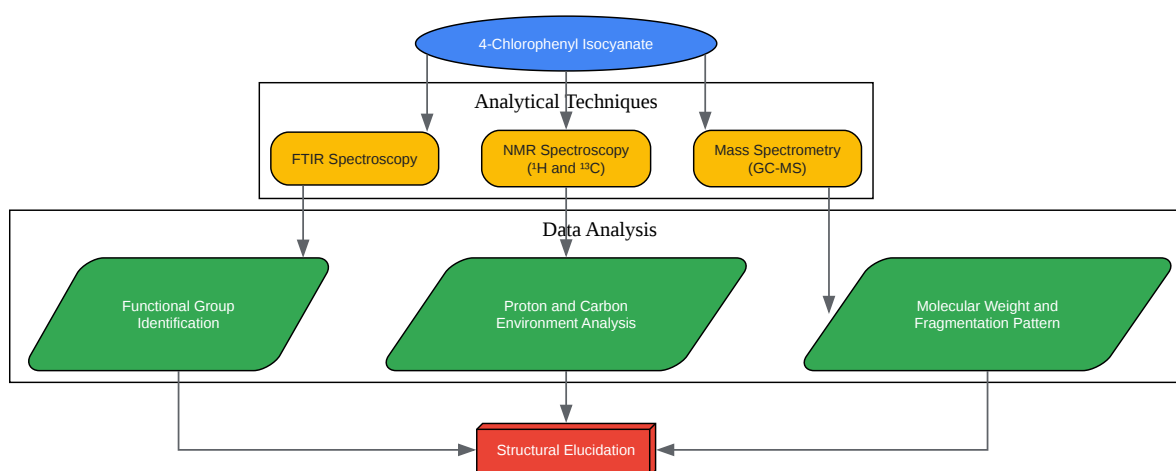 4-Chlorophenyl Isocyanate
Analytical Techniques
FTIR Spectroscopy
NMR Spectroscopy
(¹H and ¹³C)
Mass Spectrometry
(GC-MS)
Data Analysis
Functional Group
Identification
Proton and Carbon
Environment Analysis
Molecular Weight and
Fragmentation Pattern
Structural Elucidation